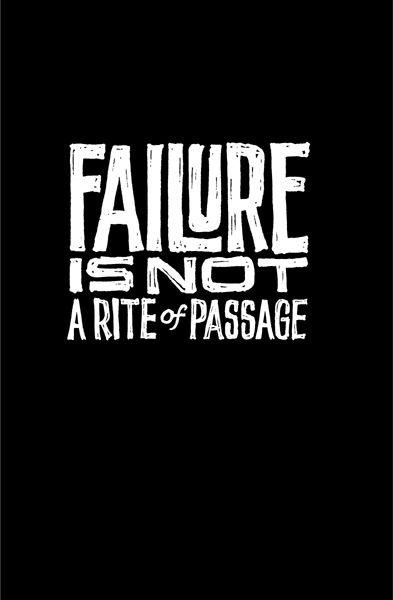 FAILURE
IS NOT
A RITE of PASSAGE